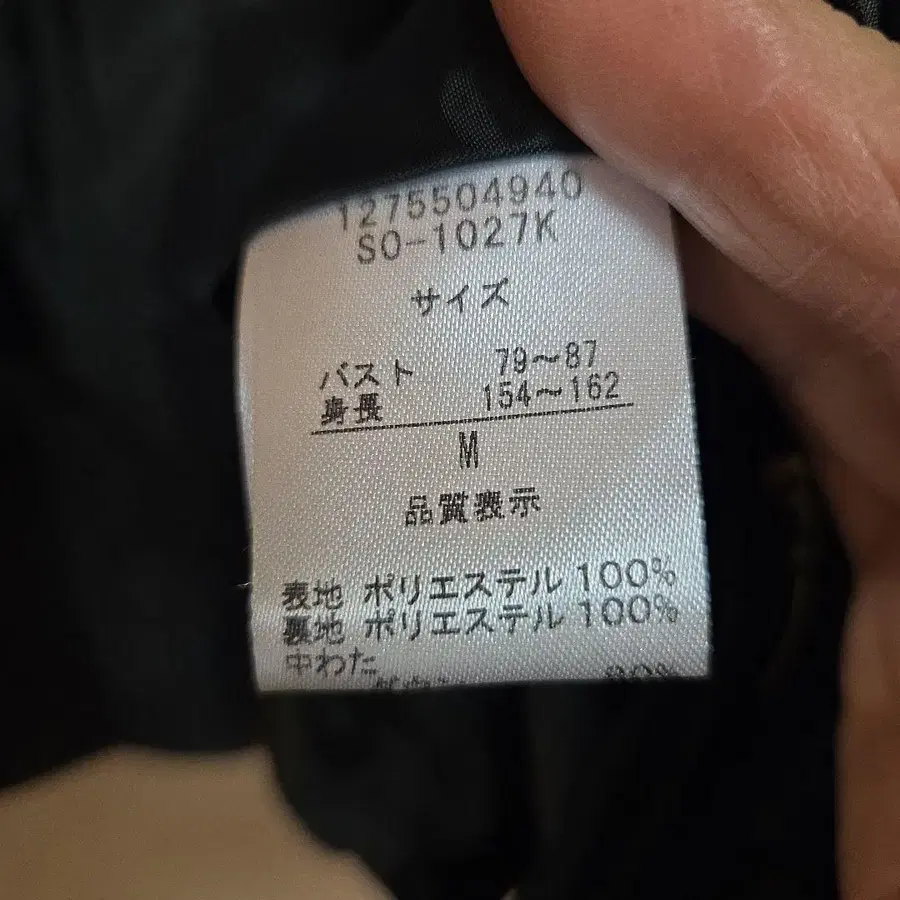 1275504940
SO-1027K
サイズ
バスト 79～87
身長 154～162
M
品質表示
表地 ポリエステル 100%
裏地 ポリエステル 100%
中わた